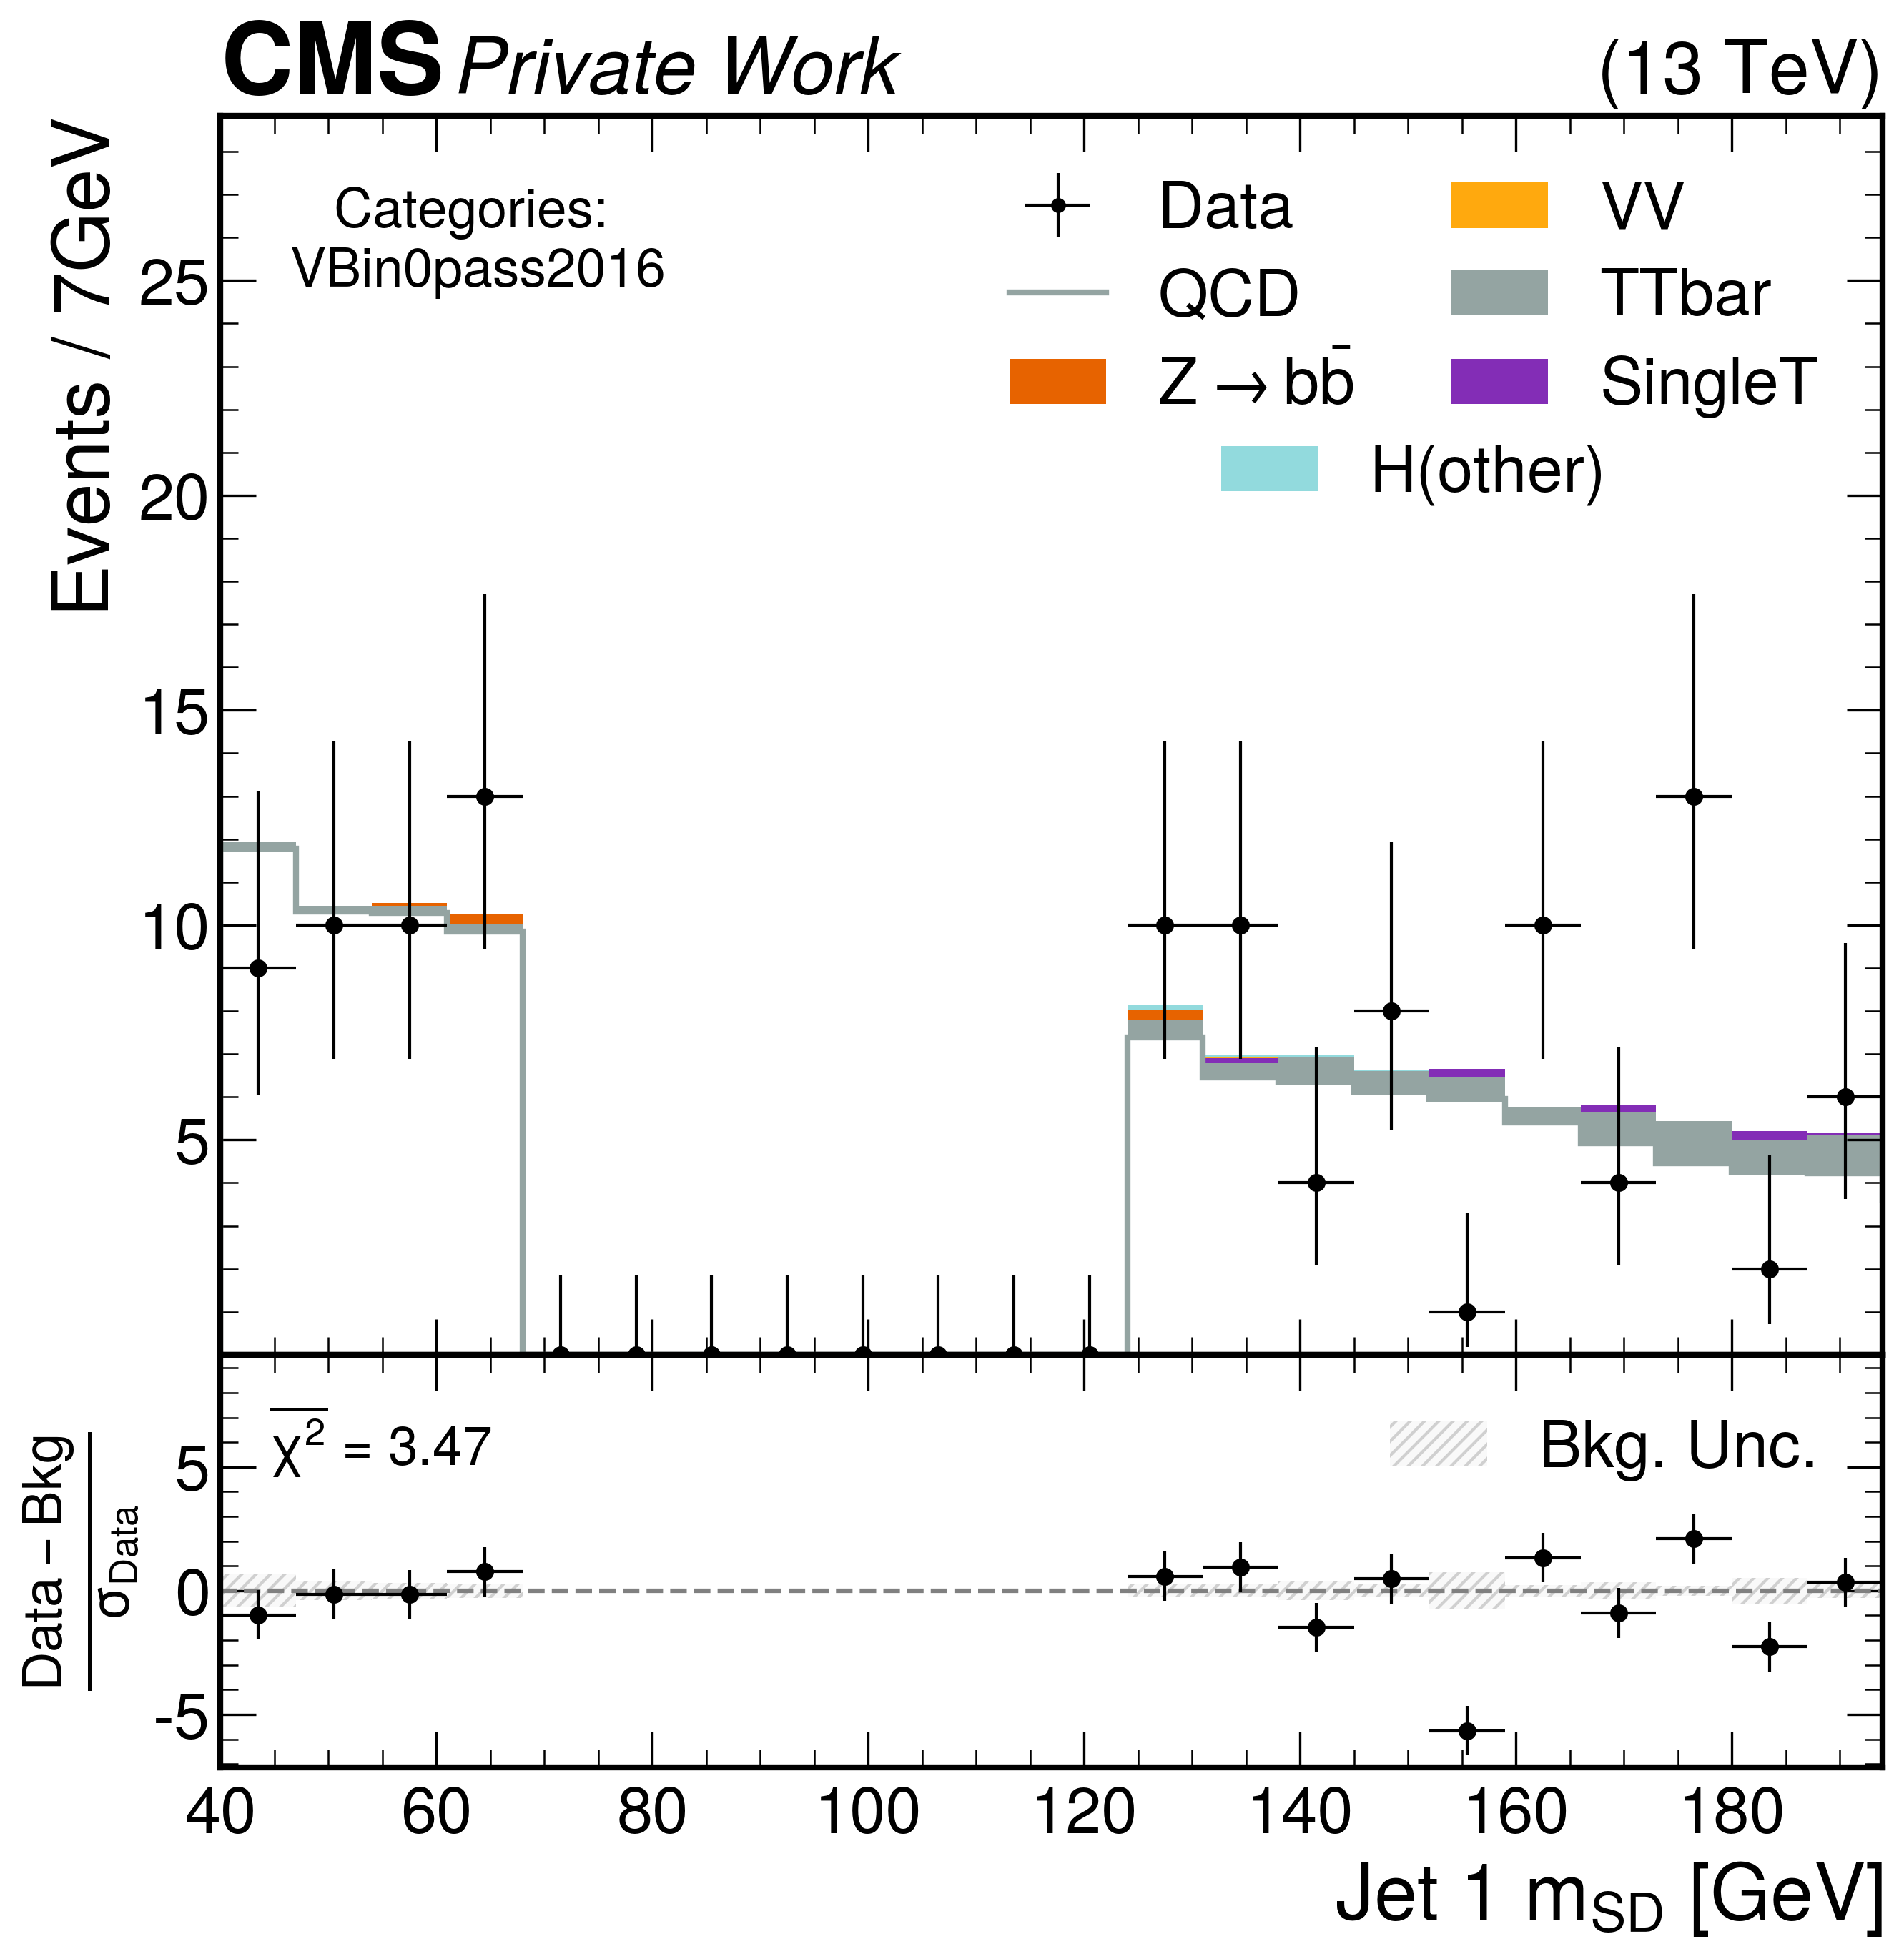 CMS Private Work (13 TeV)
Events / 7GeV
Categories:
VBin0pass2016
Data
VV
QCD
TTbar
Z → bb̄
SingleT
H(other)
25
20
15
10
5
χ² = 3.47
Bkg. Unc.
Data − Bkg
σData
5
0
-5
40 60 80 100 120 140 160 180
Jet 1 mSD [GeV]